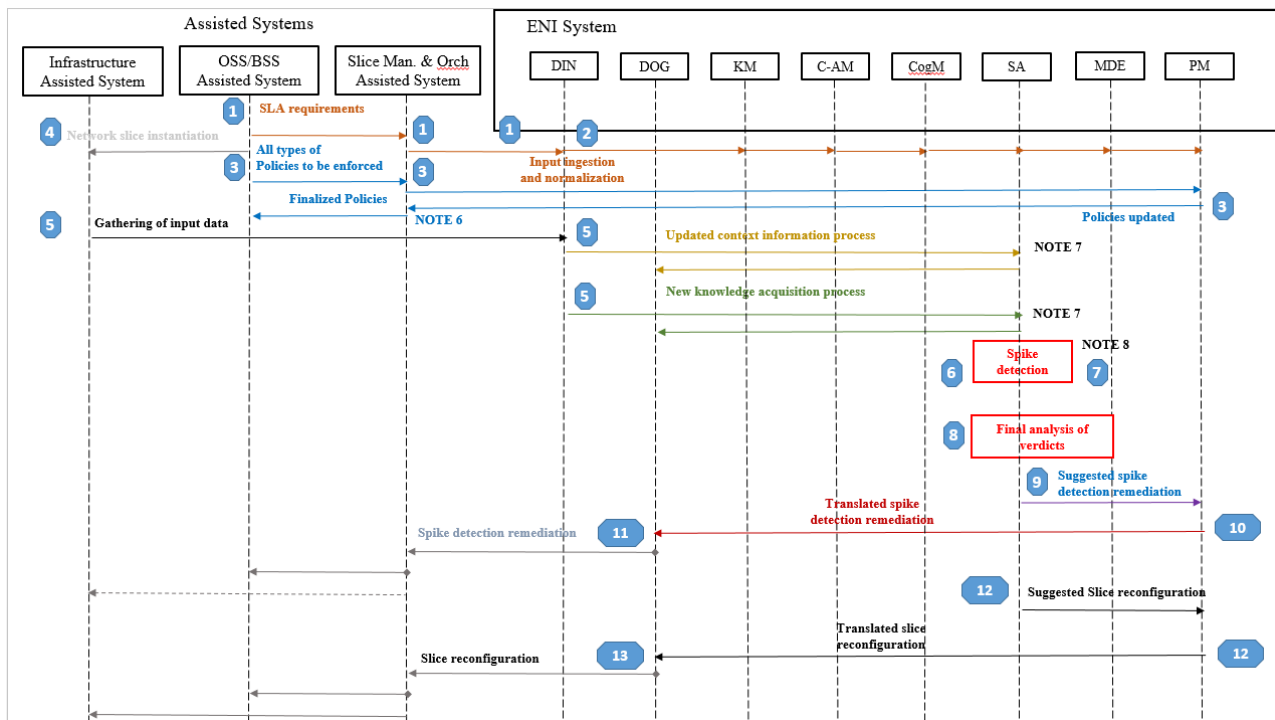 Assisted Systems
ENI System
Infrastructure
Assisted System
OSS/BSS
Assisted System
Slice Man. & Orch
Assisted System
DIN
DOG
KM
C-AM
CogM
SA
MDE
PM
1
SLA requirements
4
Network slice instantiation
1
1
2
All types of
Policies to be enforced
3
3
Input ingestion
and normalization
Finalized Policies
NOTE 6
Policies updated
3
5
Gathering of input data
5
Updated context information process
NOTE 7
5
New knowledge acquisition process
NOTE 7
NOTE 8
Spike
detection
6
7
8
Final analysis of
verdicts
9
Suggested spike
detection remediation
Translated spike
detection remediation
10
Spike detection remediation
11
12
Suggested Slice reconfiguration
Translated slice
reconfiguration
12
Slice reconfiguration
13